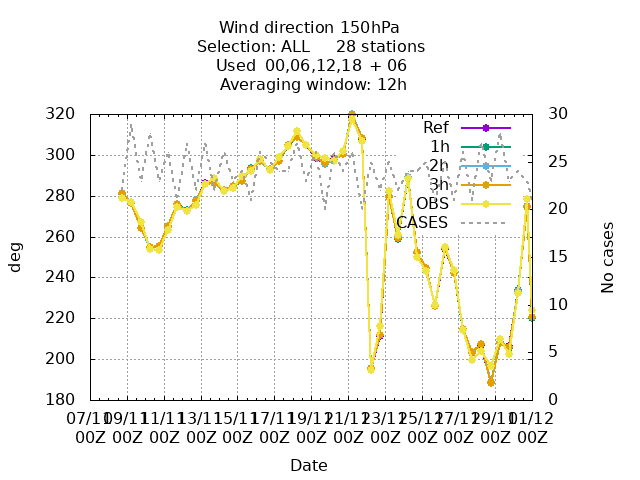 Wind direction 150hPa
Selection: ALL 28 stations
Used 00,06,12,18 + 06
Averaging window: 12h
deg
320
300
280
260
240
220
200
180
30
25
20
15
10
5
0
No cases
Ref
1h
2h
3h
OBS
CASES
07/11 09/11 11/11 13/11 15/11 17/11 19/11 21/11 23/11 25/11 27/11 29/11 01/12
00Z 00Z 00Z 00Z 00Z 00Z 00Z 00Z 00Z 00Z 00Z 00Z 00Z
Date